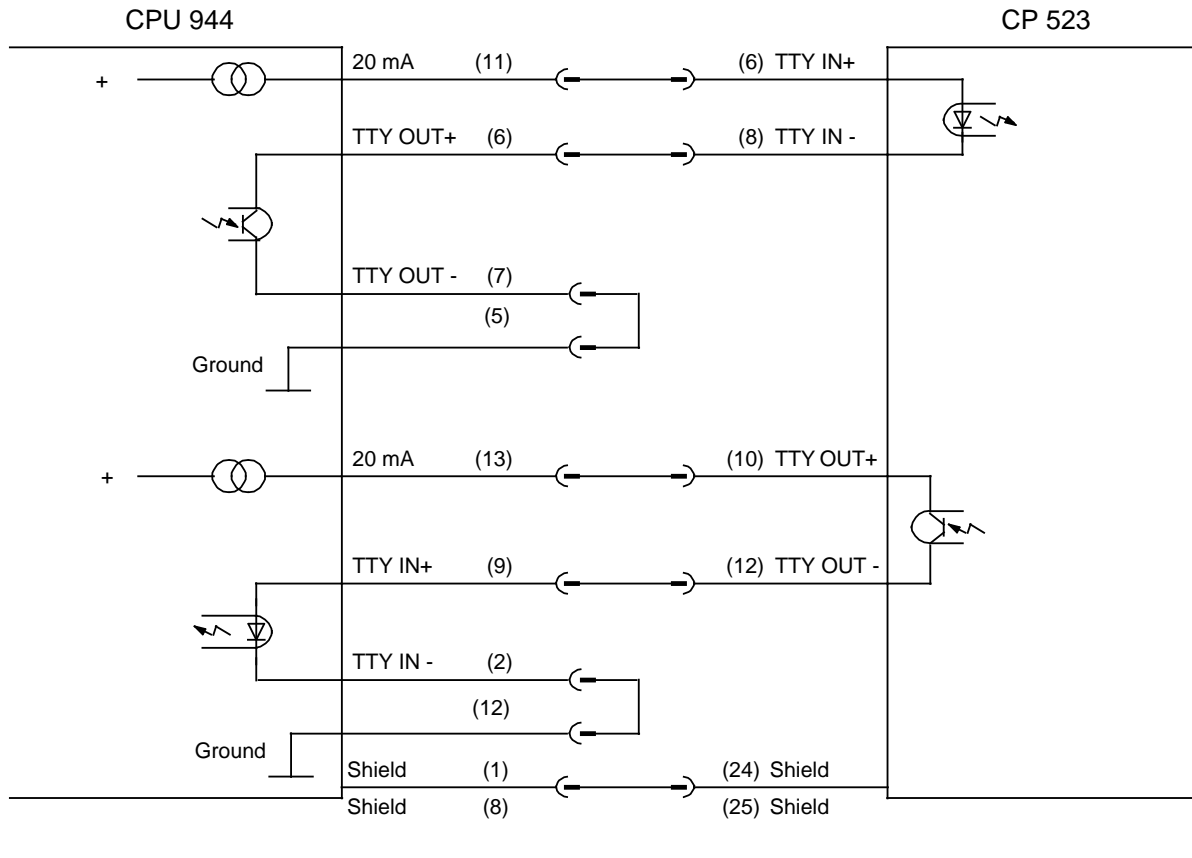 CPU 944 CP 523
20 mA (11) (6) TTY IN+
+
TTY OUT+ (6) (8) TTY IN -
TTY OUT - (7)
(5)
Ground
20 mA (13) (10) TTY OUT+
+
TTY IN+ (9) (12) TTY OUT -
TTY IN - (2)
(12)
Ground
Shield (1) (24) Shield
Shield (8) (25) Shield